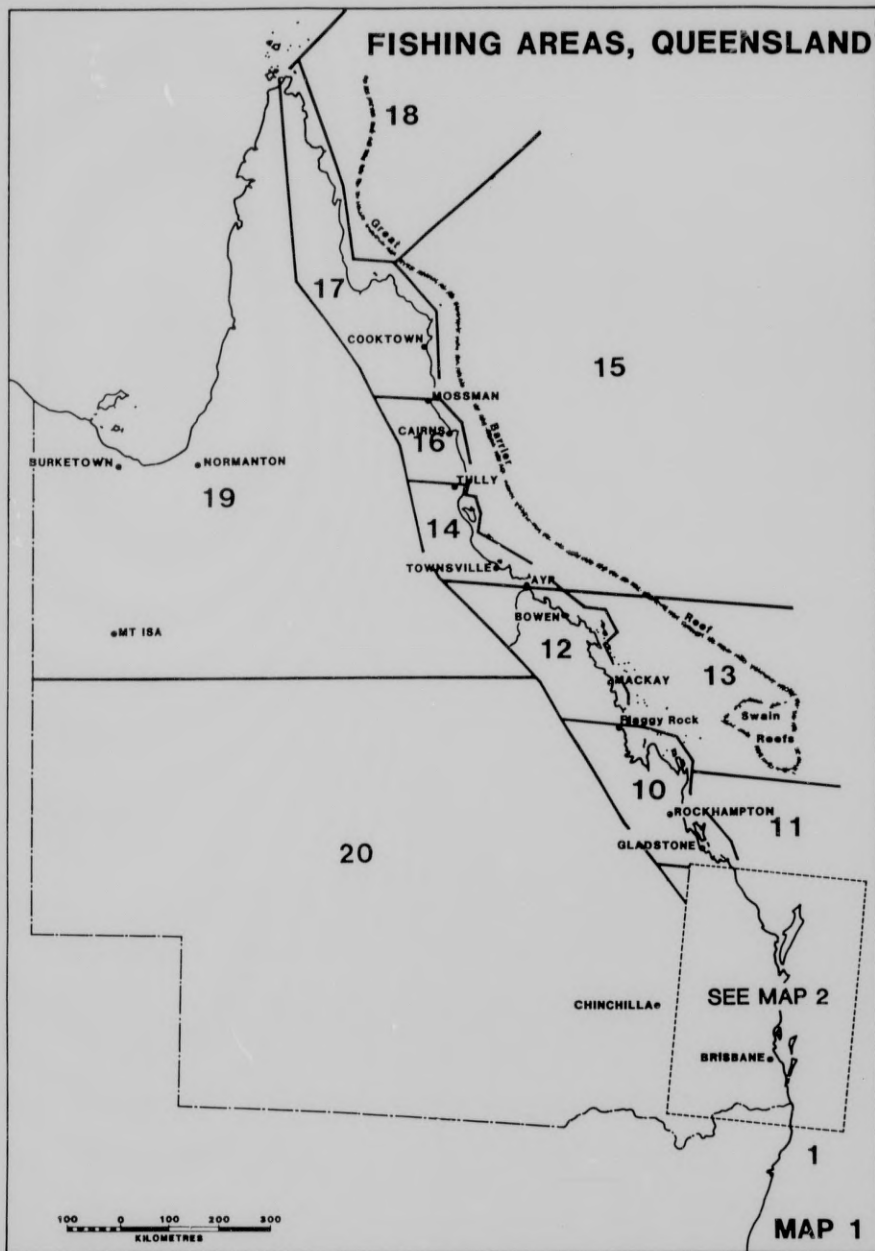 FISHING AREAS, QUEENSLAND
18
Great
17
COOKTOWN
15
MOSSMAN
CAIRNS
16
Barrier
BURKETOWN
NORMANTON
TULLY
19
14
TOWNSVILLE
AYR
BOWEN
Reef
MT ISA
12
13
MACKAY
Swain
Reefs
Flaggy Rock
10
ROCKHAMPTON
11
GLADSTONE
20
SEE MAP 2
CHINCHILLA
BRISBANE
1
100 0 100 200 300
KILOMETRES
MAP 1